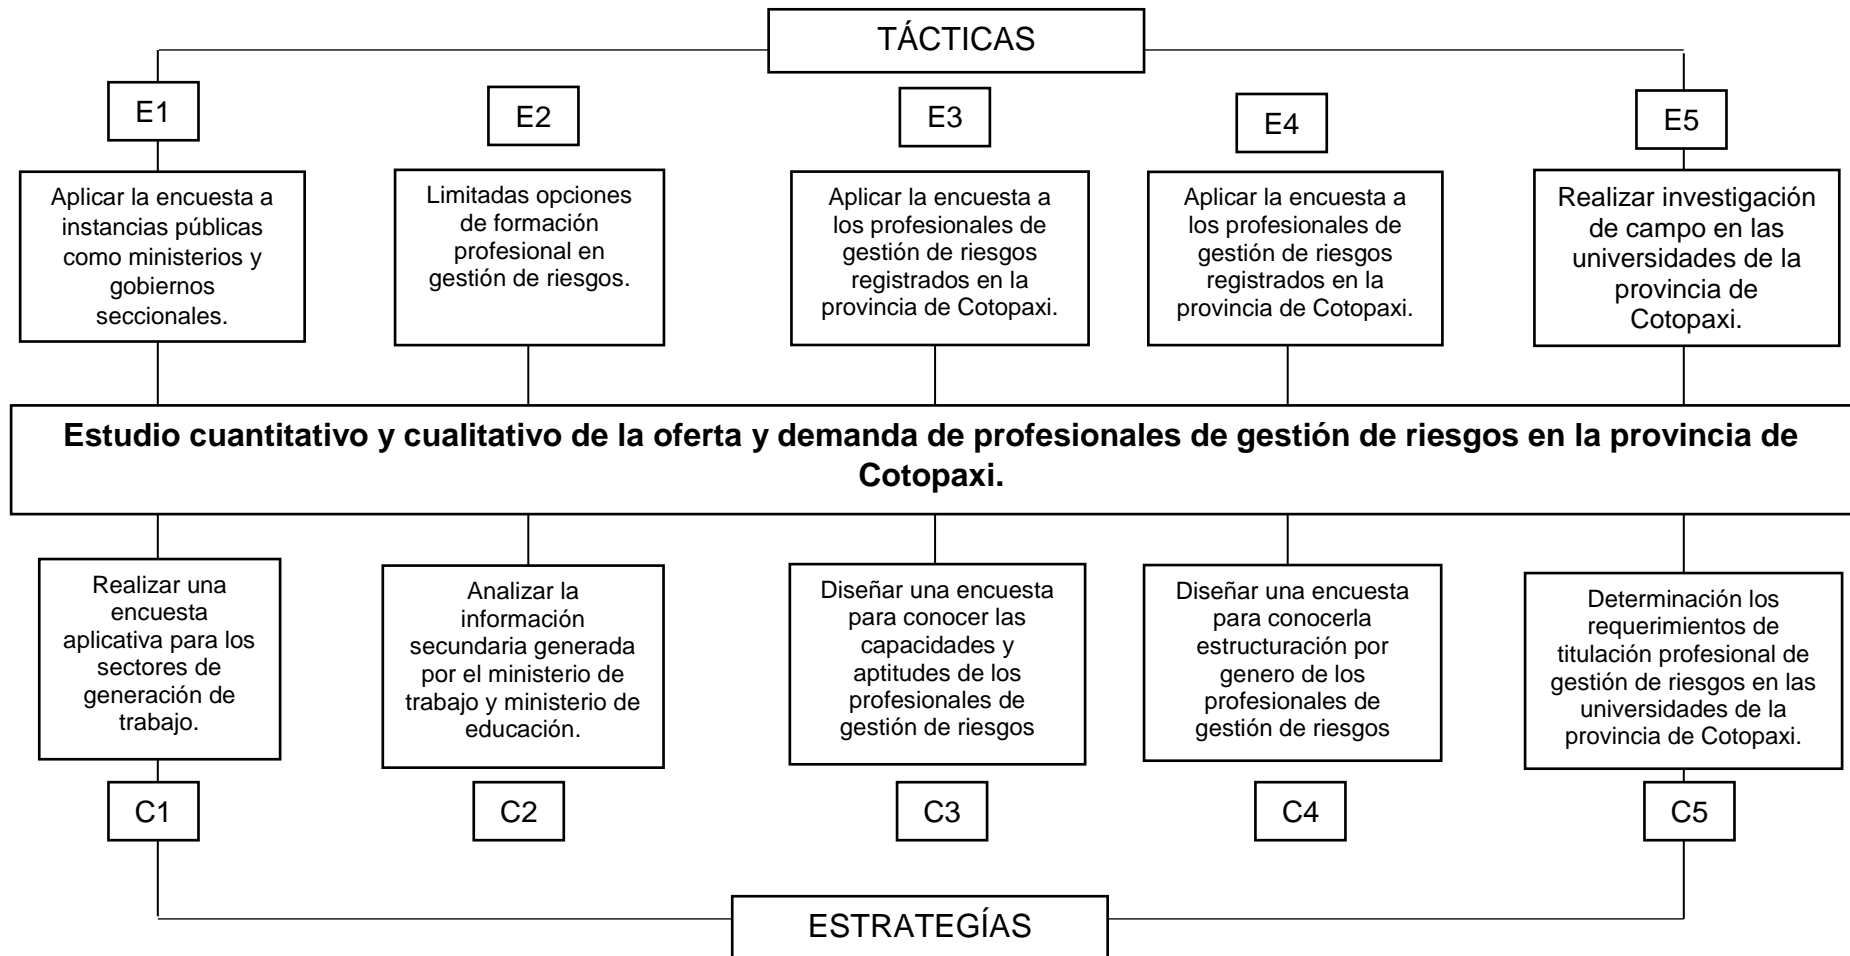 TÁCTICAS
E1
E2
E3
E4
E5
Aplicar la encuesta a
instancias públicas
como ministerios y
gobiernos
seccionales.
Limitadas opciones
de formación
profesional en
gestión de riesgos.
Aplicar la encuesta a
los profesionales de
gestión de riesgos
registrados en la
provincia de Cotopaxi.
Aplicar la encuesta a
los profesionales de
gestión de riesgos
registrados en la
provincia de Cotopaxi.
Realizar investigación
de campo en las
universidades de la
provincia de
Cotopaxi.
Estudio cuantitativo y cualitativo de la oferta y demanda de profesionales de gestión de riesgos en la provincia de
Cotopaxi.
Realizar una
encuesta
aplicativa para los
sectores de
generación de
trabajo.
Analizar la
información
secundaria generada
por el ministerio de
trabajo y ministerio de
educación.
Diseñar una encuesta
para conocer las
capacidades y
aptitudes de los
profesionales de
gestión de riesgos
Diseñar una encuesta
para conocerla
estructuración por
genero de los
profesionales de
gestión de riesgos
Determinación los
requerimientos de
titulación profesional de
gestión de riesgos en las
universidades de la
provincia de Cotopaxi.
C1
C2
C3
C4
C5
ESTRATEGÍAS